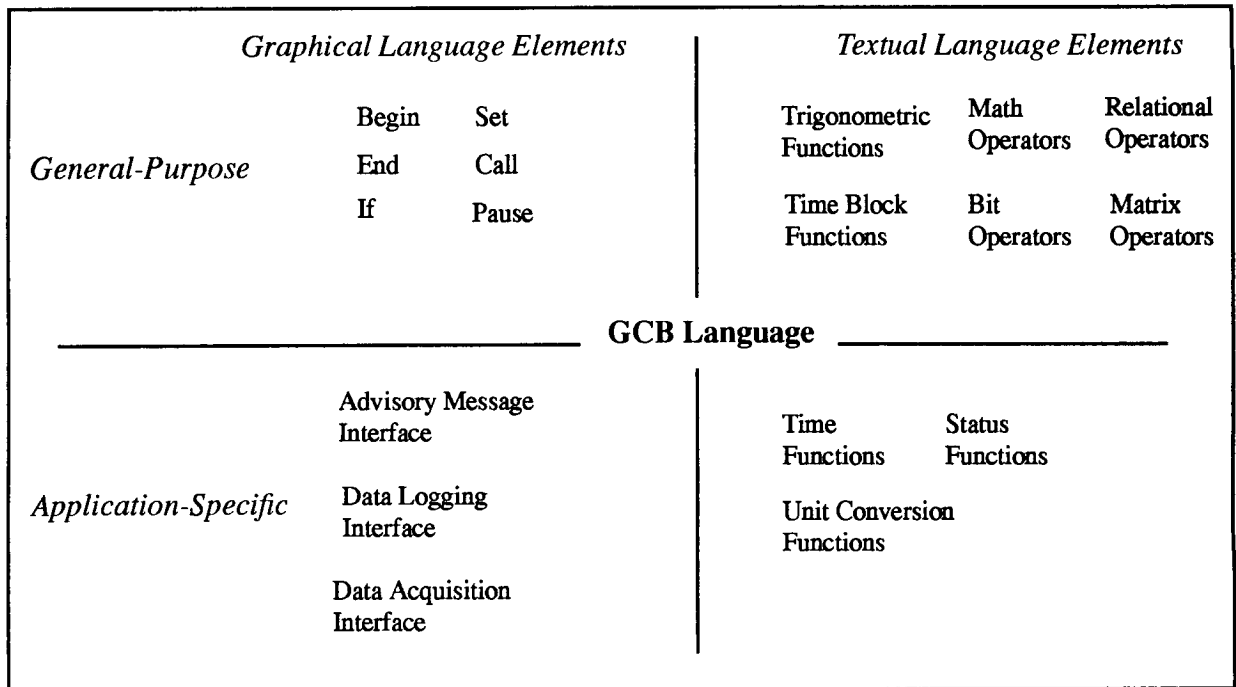 Graphical Language Elements
Textual Language Elements
General-Purpose
Begin Set
End Call
If Pause
Trigonometric Functions
Math Operators
Relational Operators
Time Block Functions
Bit Operators
Matrix Operators
GCB Language
Application-Specific
Advisory Message
Interface
Data Logging
Interface
Data Acquisition
Interface
Time
Functions
Status
Functions
Unit Conversion
Functions